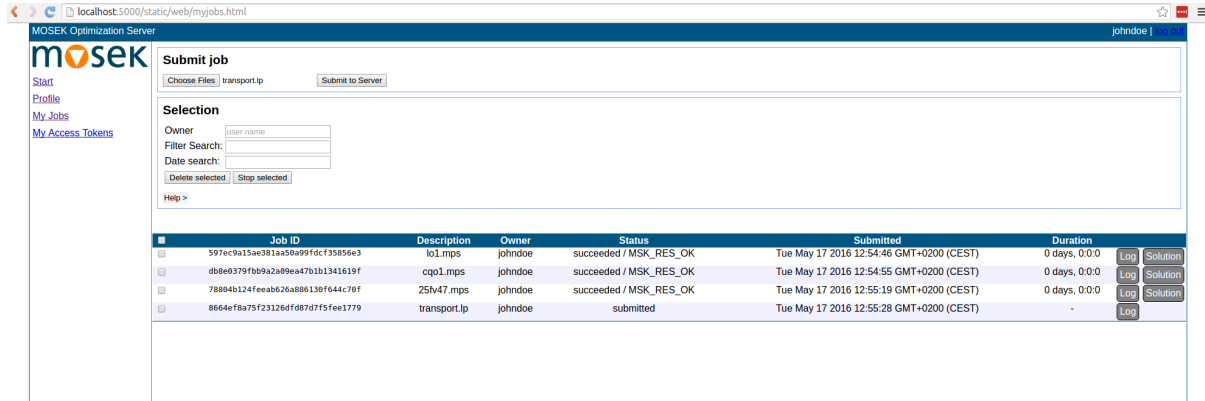 localhost:5000/static/web/myjobs.html
MOSEK Optimization Server johndoe | log out
mosek
Start
Profile
My Jobs
My Access Tokens
Submit job
Choose Files transport.lp Submit to Server
Selection
Owner user name
Filter Search:
Date search:
Delete selected Stop selected
Help >
Job ID Description Owner Status Submitted Duration
597ec9a15ae381aa50a99fdcf35856e3 lo1.mps johndoe succeeded / MSK_RES_OK Tue May 17 2016 12:54:46 GMT+0200 (CEST) 0 days, 0:0:0 Log Solution
db8e0379fbb9a2a09ea47b1b1341619f cqo1.mps johndoe succeeded / MSK_RES_OK Tue May 17 2016 12:54:55 GMT+0200 (CEST) 0 days, 0:0:0 Log Solution
78804b124feeab626a886130f644c70f 25fv47.mps johndoe succeeded / MSK_RES_OK Tue May 17 2016 12:55:19 GMT+0200 (CEST) 0 days, 0:0:0 Log Solution
8664ef8a75f23126dfd87d7f5fee1779 transport.lp johndoe submitted Tue May 17 2016 12:55:28 GMT+0200 (CEST) - Log